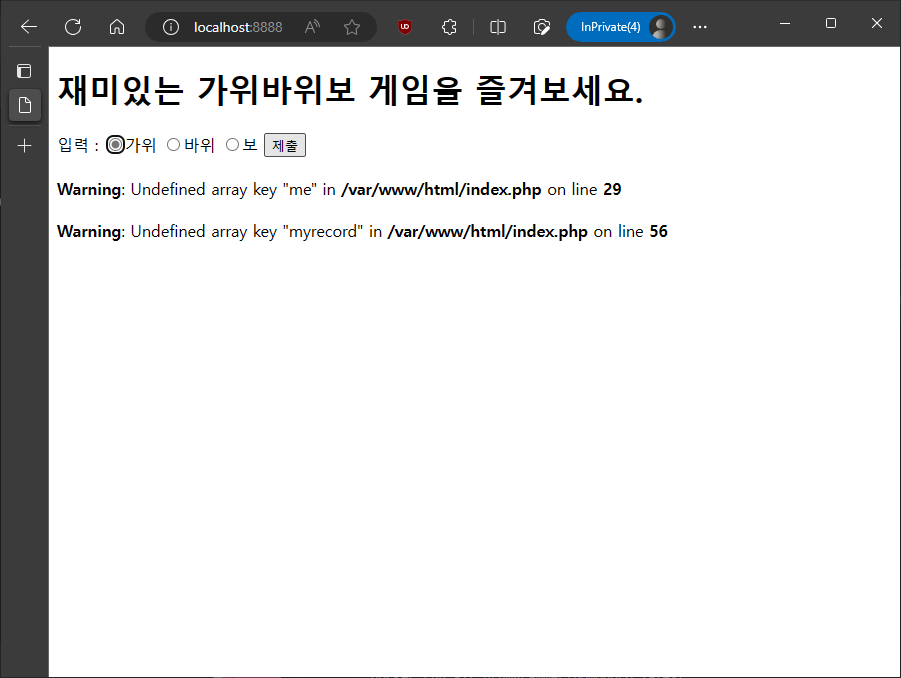 localhost:8888
InPrivate(4)
재미있는 가위바위보 게임을 즐겨보세요.
입력 : 가위 바위 보 제출
Warning: Undefined array key "me" in /var/www/html/index.php on line 29
Warning: Undefined array key "myrecord" in /var/www/html/index.php on line 56